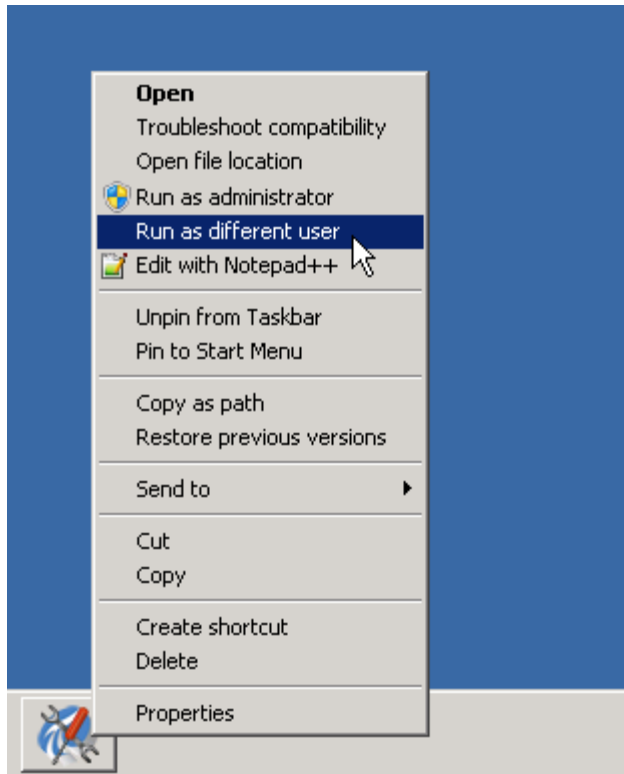 Open
Troubleshoot compatibility
Open file location
Run as administrator
Run as different user
Edit with Notepad++
Unpin from Taskbar
Pin to Start Menu
Copy as path
Restore previous versions
Send to
Cut
Copy
Create shortcut
Delete
Properties